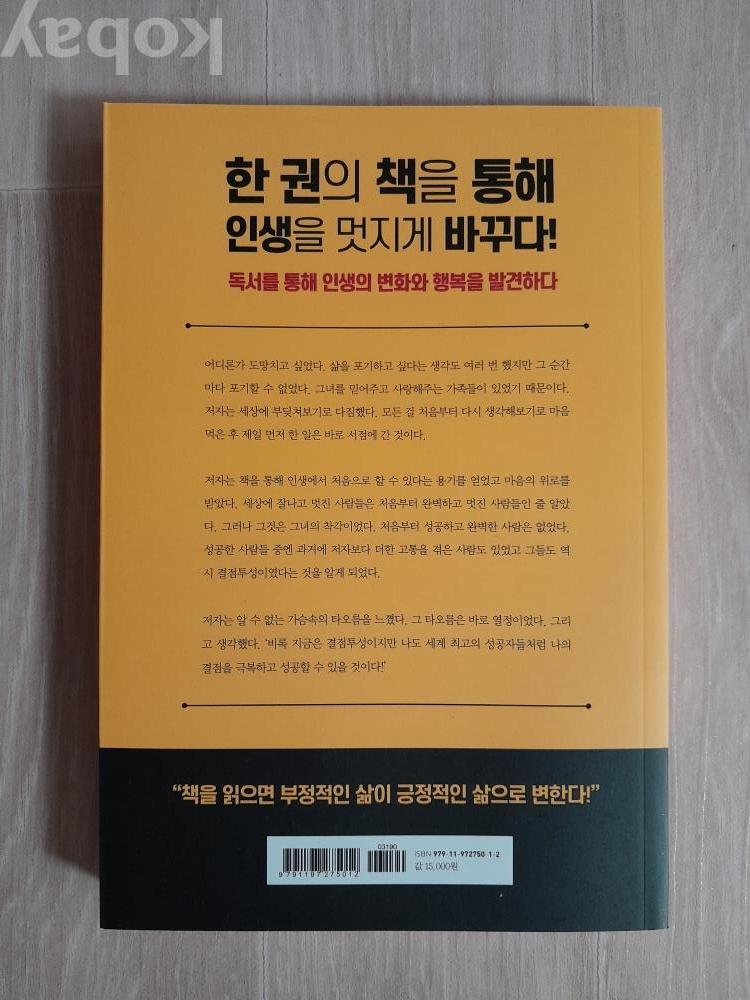 kobay
한 권의 책을 통해
인생을 멋지게 바꾸다!
독서를 통해 인생의 변화와 행복을 발견하다
어디론가 도망치고 싶었다. 삶을 포기하고 싶다는 생각도 여러 번 했지만 그 순간
마다 포기할 수 없었다. 그녀를 믿어주고 사랑해주는 가족들이 있었기 때문이다.
저자는 세상에 부딪쳐보기로 다짐했다. 모든 걸 처음부터 다시 생각해보기로 마음
먹은 후 제일 먼저 한 일은 바로 서점에 간 것이다.
저자는 책을 통해 인생에서 처음으로 할 수 있다는 용기를 얻었고 마음의 위로를
받았다. 세상에 잘나고 멋진 사람들은 처음부터 완벽하고 멋진 사람들인 줄 알았
다. 그러나 그것은 그녀의 착각이었다. 처음부터 성공하고 완벽한 사람은 없었다.
성공한 사람들 중엔 과거에 저자보다 더한 고통을 겪은 사람도 있었고 그들도 역
시 결점투성이였다는 것을 알게 되었다.
저자는 알 수 없는 가슴속의 타오름을 느꼈다. 그 타오름은 바로 열정이었다. 그리
고 생각했다. ‘비록 지금은 결점투성이지만 나도 세계 최고의 성공자들처럼 나의
결점을 극복하고 성공할 수 있을 것이다!’
“책을 읽으면 부정적인 삶이 긍정적인 삶으로 변한다!”
03190
ISBN 979-11-972750-1-2
값 15,000원
9 791197 275012